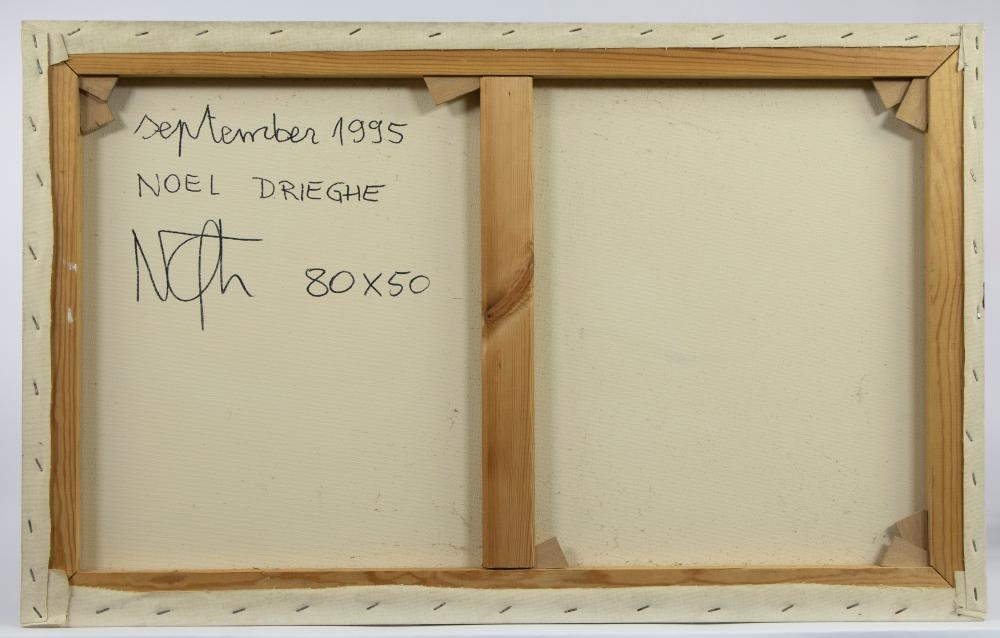 september 1995
NOEL DRIEGHE
80X50